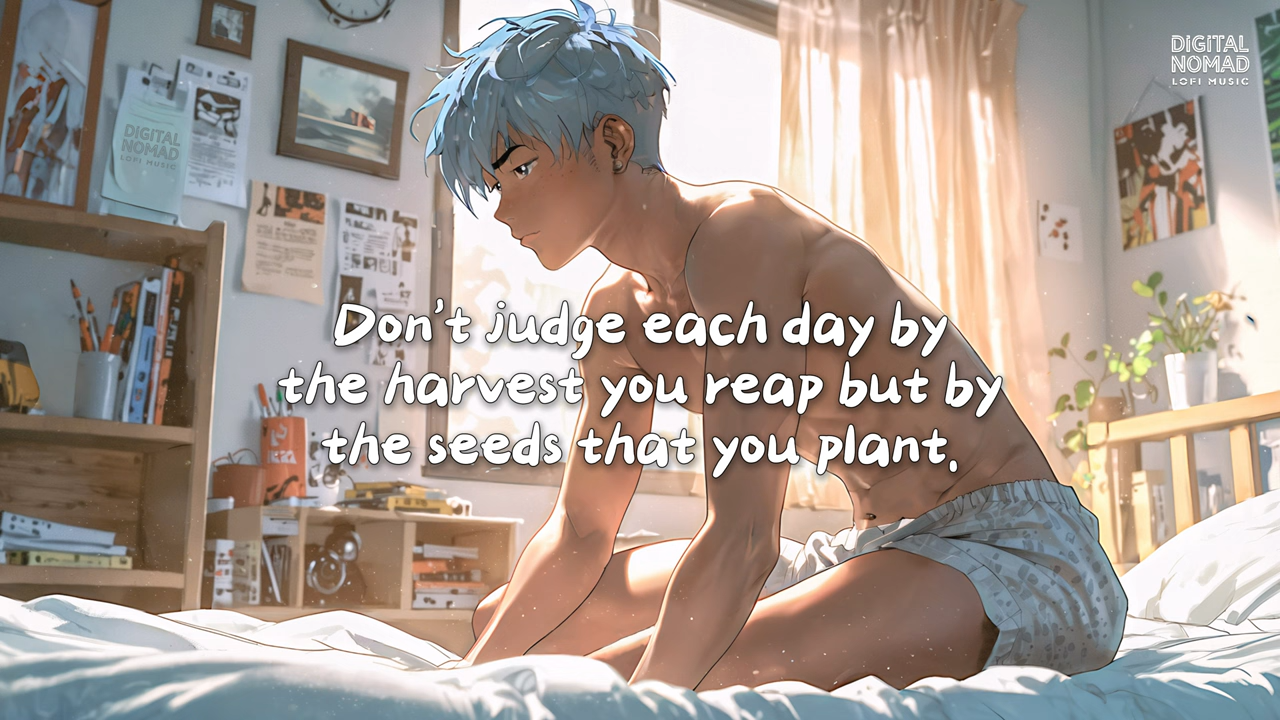 DIGITAL
NOMAD
LOFI MUSIC
DIGITAL
NOMAD
LOFI MUSIC
Don't judge each day by
the harvest you reap but by
the seeds that you plant.